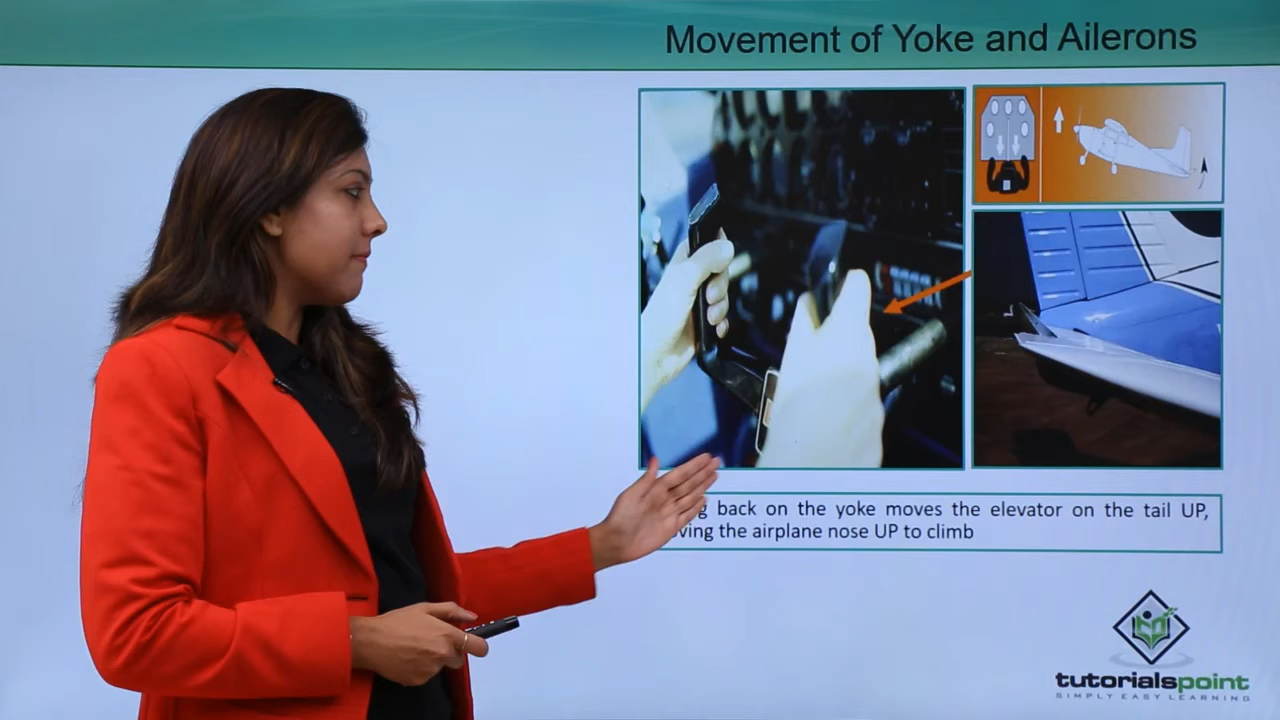 Movement of Yoke and Ailerons
back on the yoke moves the elevator on the tail UP,
the airplane nose UP to climb
tutorialspoint
SIMPLY EASY LEARNING